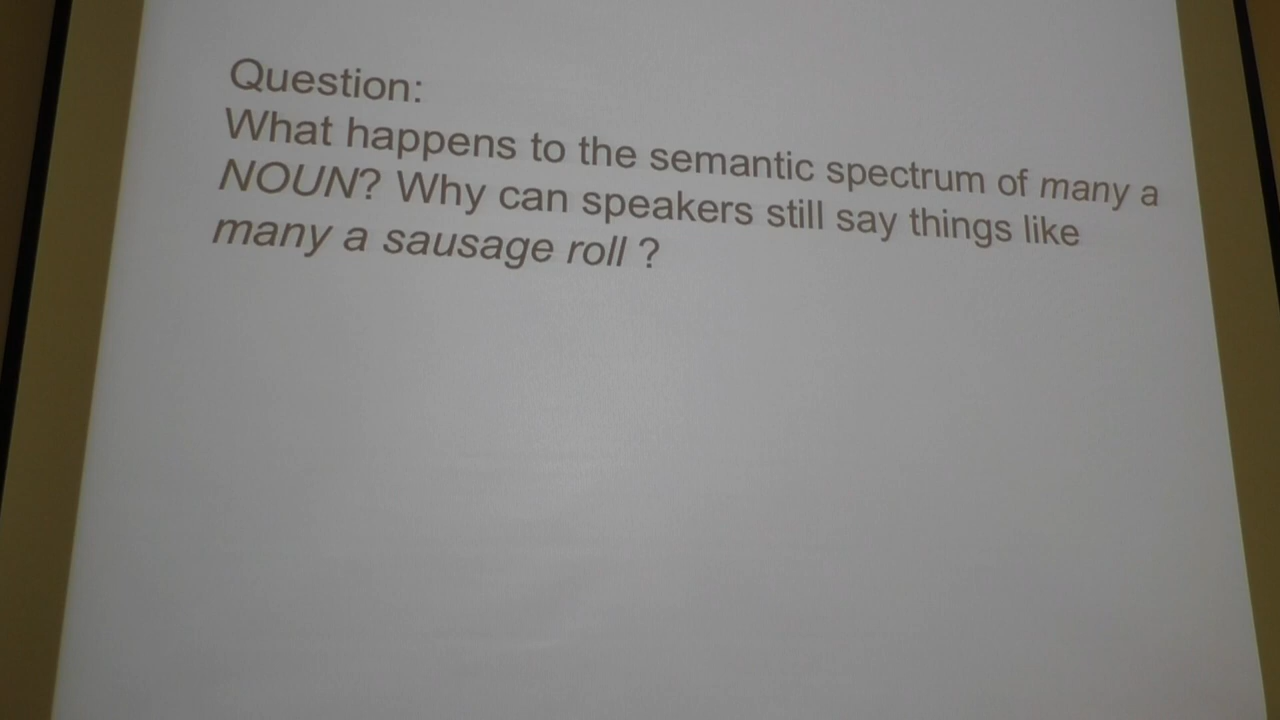 Question:
What happens to the semantic spectrum of many a
NOUN? Why can speakers still say things like
many a sausage roll ?